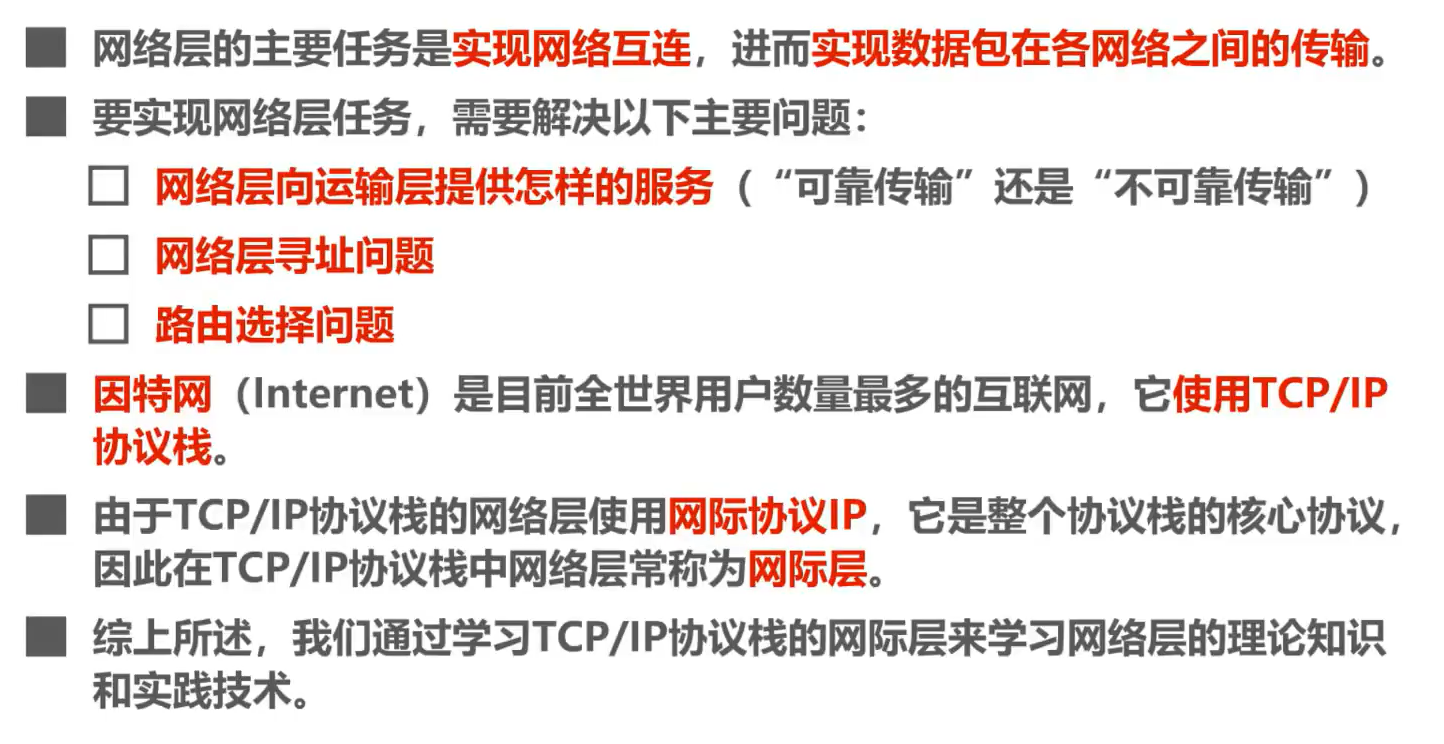 网络层的主要任务是实现网络互连，进而实现数据包在各网络之间的传输。
要实现网络层任务，需要解决以下主要问题：
网络层向运输层提供怎样的服务（“可靠传输”还是“不可靠传输”）
网络层寻址问题
路由选择问题
因特网（Internet）是目前全世界用户数量最多的互联网，它使用TCP/IP
协议栈。
由于TCP/IP协议栈的网络层使用网际协议IP，它是整个协议栈的核心协议，
因此在TCP/IP协议栈中网络层常称为网际层。
综上所述，我们通过学习TCP/IP协议栈的网际层来学习网络层的理论知识
和实践技术。